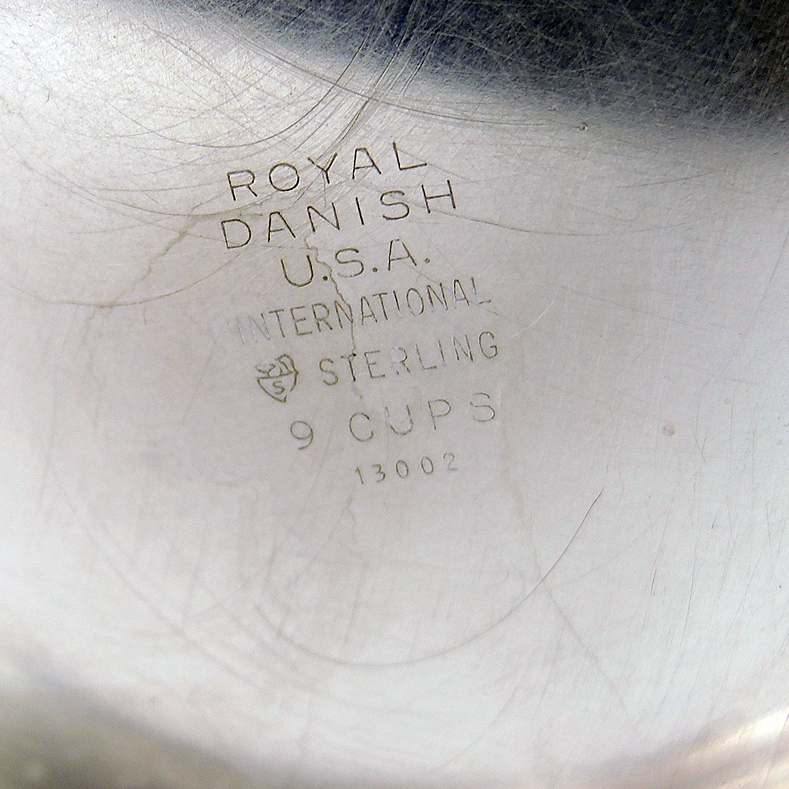 ROYAL
DANISH
U.S.A.
INTERNATIONAL
STERLING
9 CUPS
13002